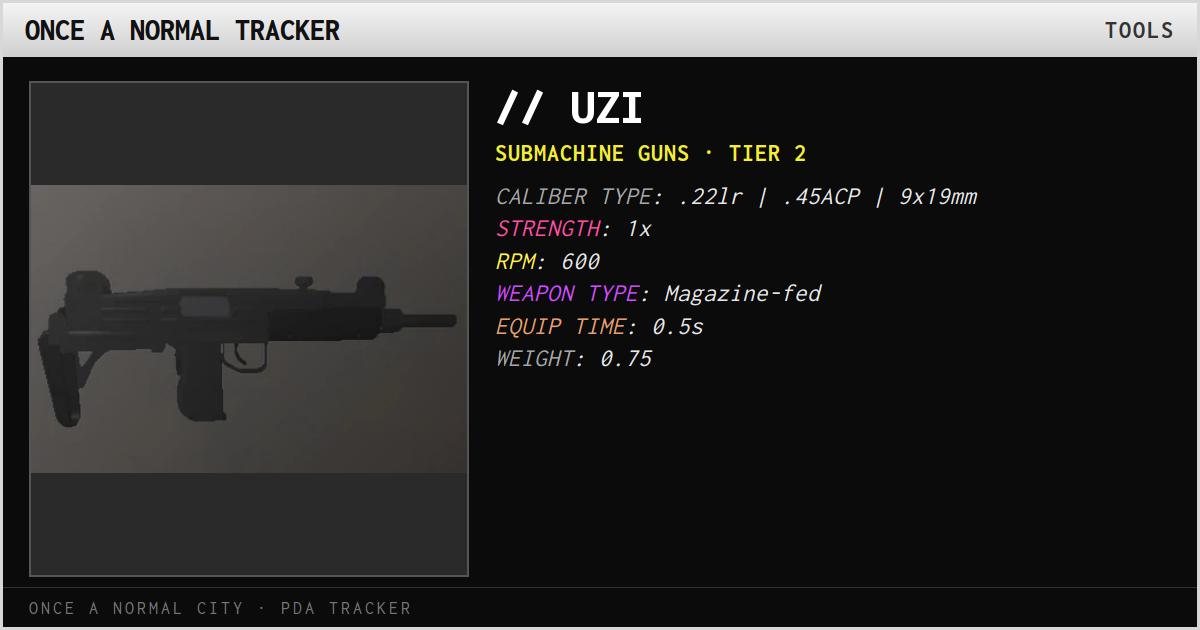 ONCE A NORMAL TRACKER
TOOLS
// UZI
SUBMACHINE GUNS · TIER 2
CALIBER TYPE: .22lr | .45ACP | 9x19mm
STRENGTH: 1x
RPM: 600
WEAPON TYPE: Magazine-fed
EQUIP TIME: 0.5s
WEIGHT: 0.75
ONCE A NORMAL CITY · PDA TRACKER